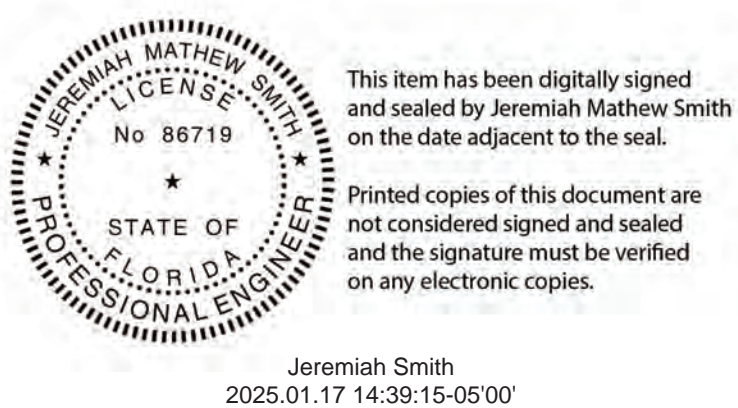 JEREMIAH MATHEW SMITH
LICENSE
No 86719
STATE OF
FLORIDA
PROFESSIONAL ENGINEER
This item has been digitally signed
and sealed by Jeremiah Mathew Smith
on the date adjacent to the seal.
Printed copies of this document are
not considered signed and sealed
and the signature must be verified
on any electronic copies.
Jeremiah Smith
2025.01.17 14:39:15-05'00'